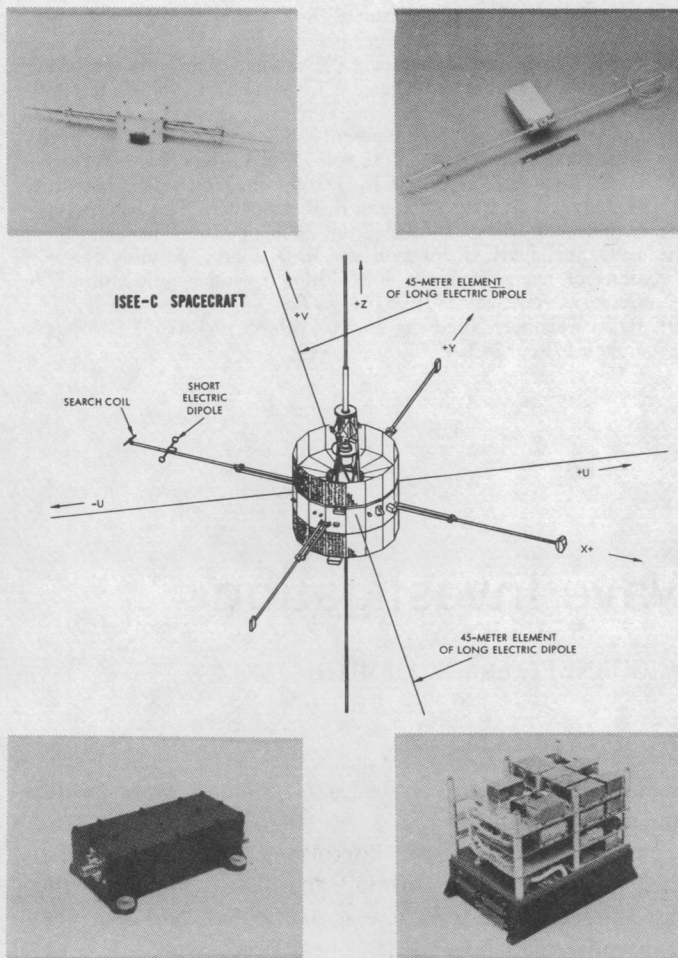 ISEE-C SPACECRAFT
+V
+Z
45-METER ELEMENT
OF LONG ELECTRIC DIPOLE
+Y
SEARCH COIL
SHORT
ELECTRIC
DIPOLE
+U
-U
X+
45-METER ELEMENT
OF LONG ELECTRIC DIPOLE